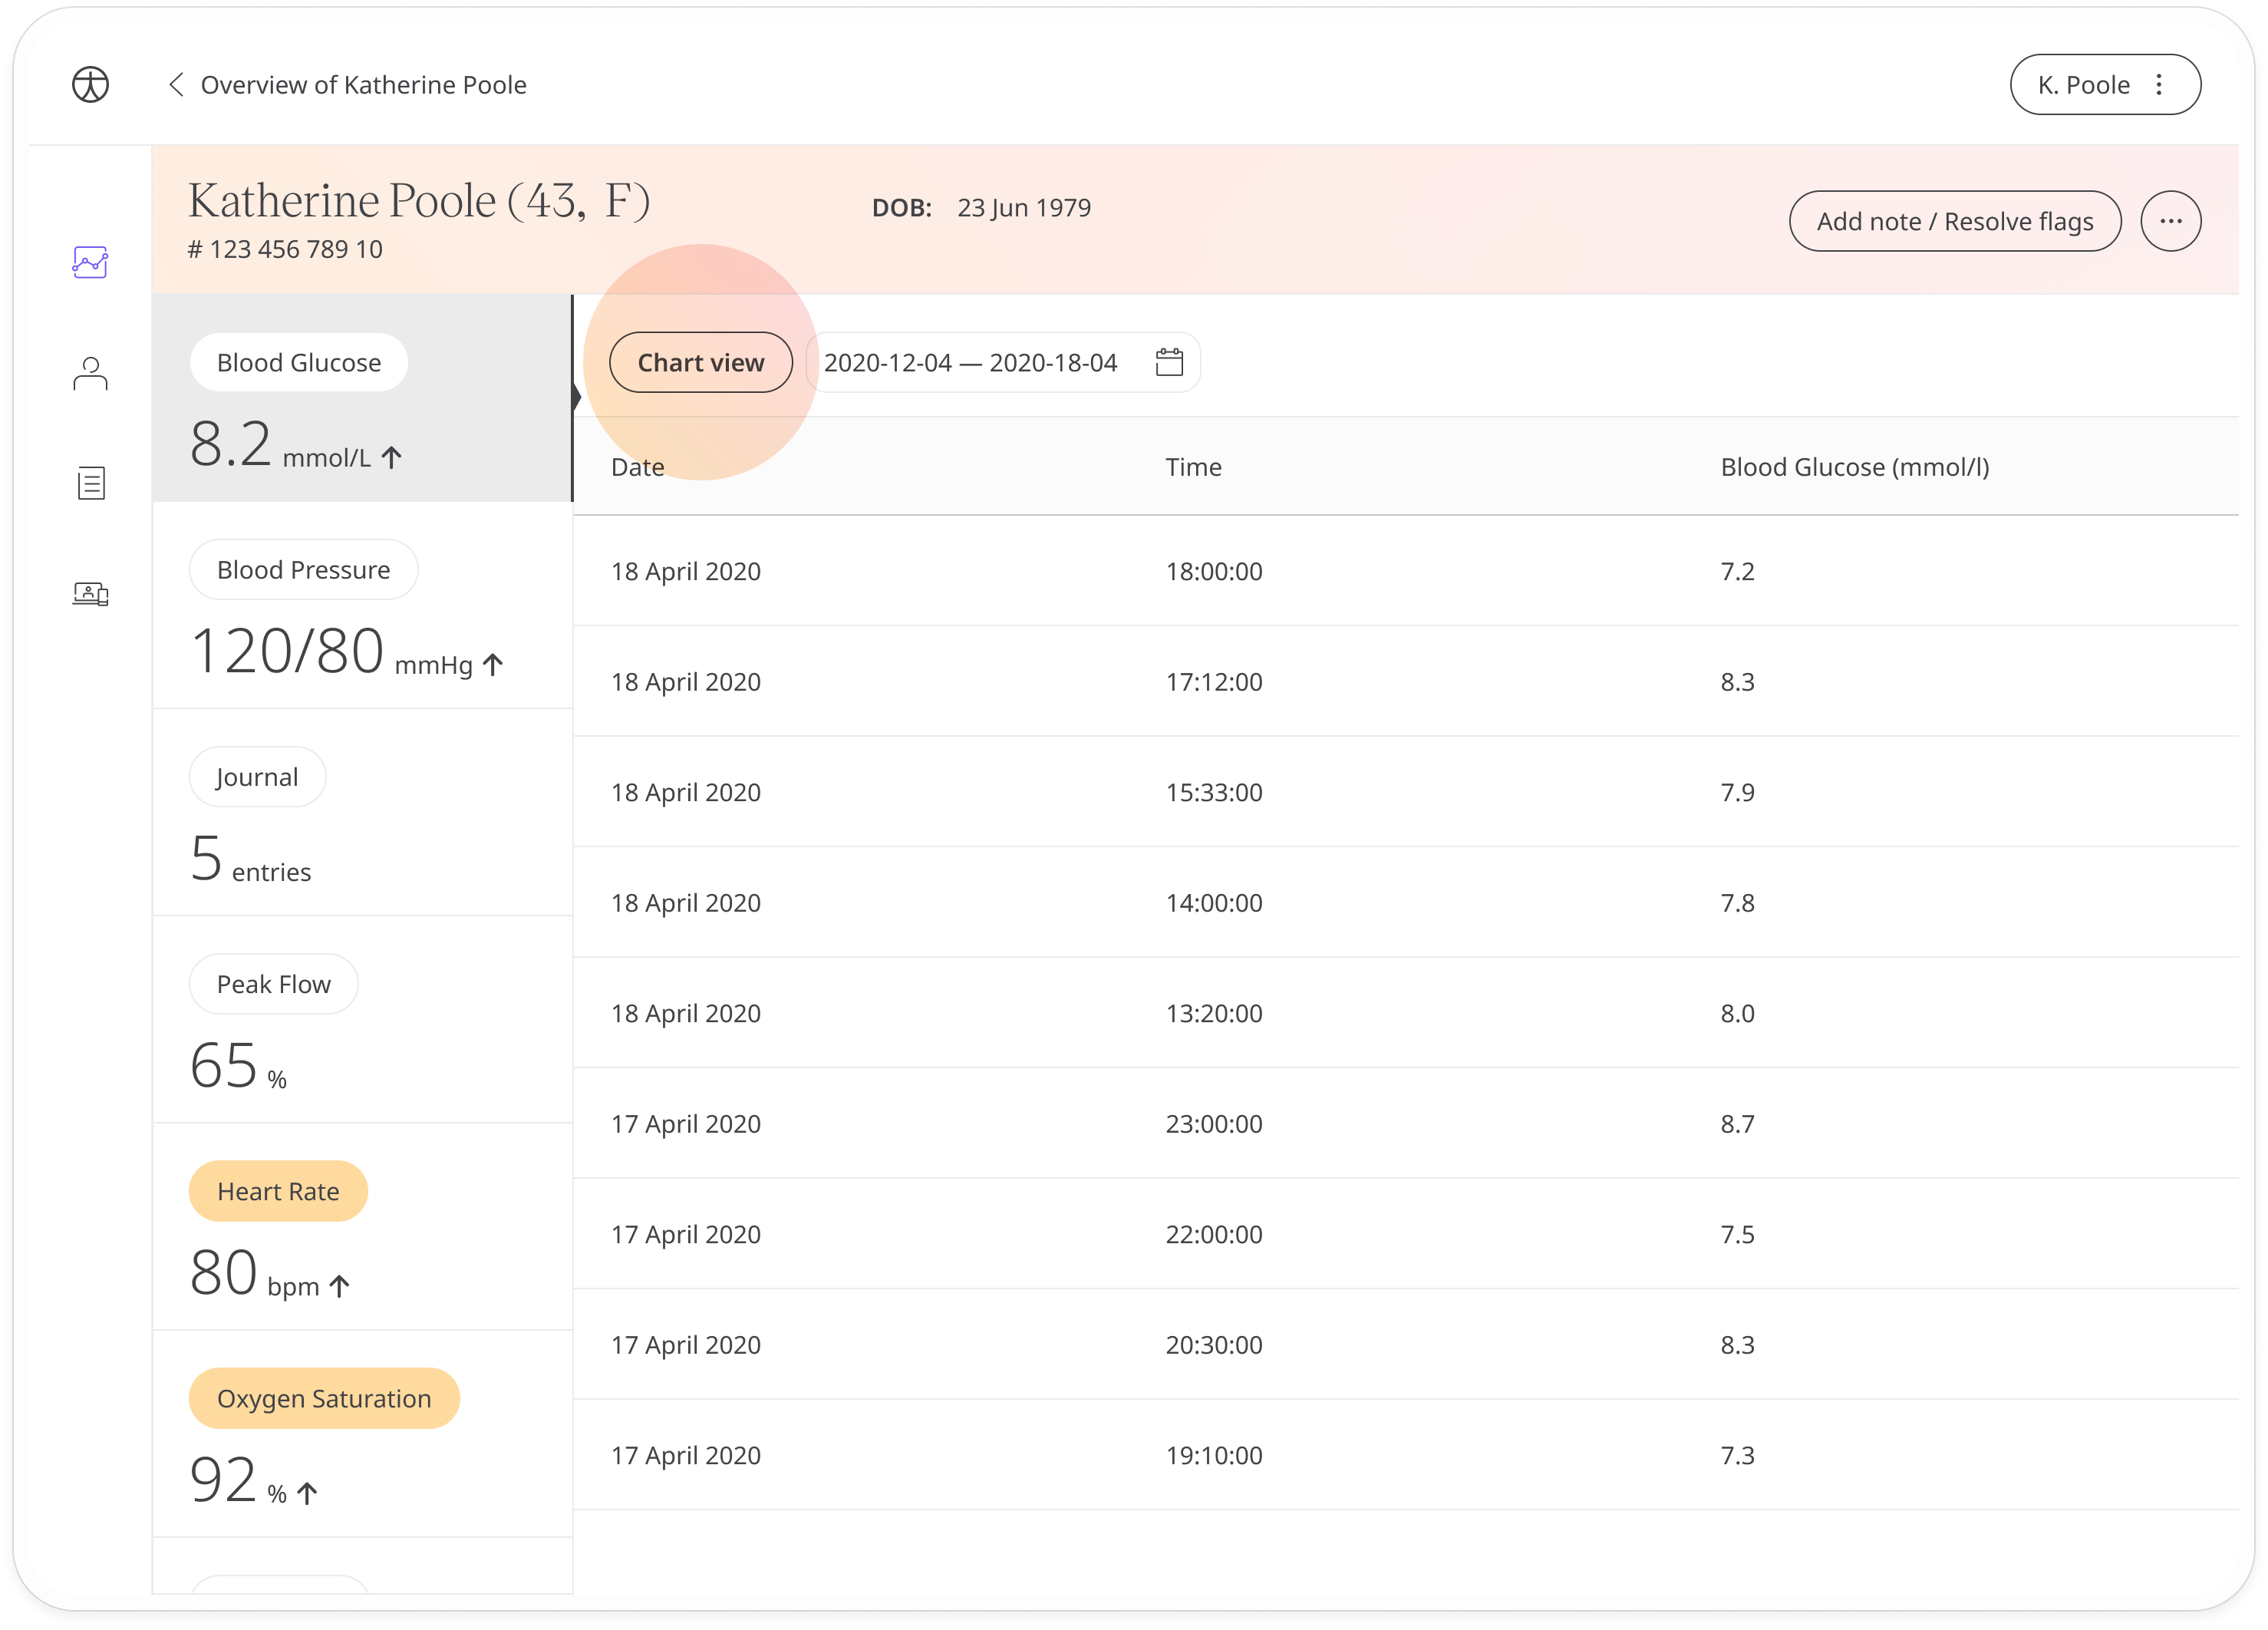 Overview of Katherine Poole
K. Poole
Katherine Poole (43, F)
DOB: 23 Jun 1979
# 123 456 789 10
Add note / Resolve flags
Blood Glucose
8.2 mmol/L ↑
Blood Pressure
120/80 mmHg ↑
Journal
5 entries
Peak Flow
65 %
Heart Rate
80 bpm ↑
Oxygen Saturation
92 % ↑
Chart view
2020-12-04 — 2020-18-04
Date Time Blood Glucose (mmol/l)
18 April 2020 18:00:00 7.2
18 April 2020 17:12:00 8.3
18 April 2020 15:33:00 7.9
18 April 2020 14:00:00 7.8
18 April 2020 13:20:00 8.0
17 April 2020 23:00:00 8.7
17 April 2020 22:00:00 7.5
17 April 2020 20:30:00 8.3
17 April 2020 19:10:00 7.3